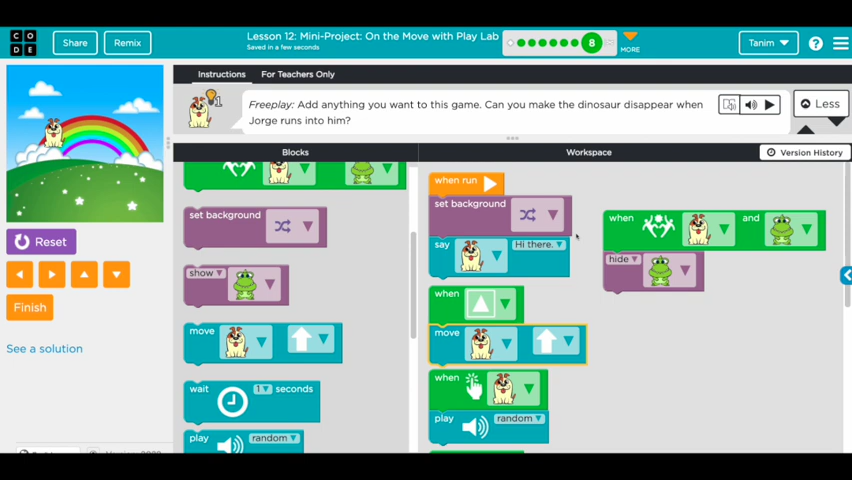 CO
DE
Share
Remix
Lesson 12: Mini-Project: On the Move with Play Lab
Saved in a few seconds
8
MORE
Tanim
?
Instructions
For Teachers Only
1
Freeplay: Add anything you want to this game. Can you make the dinosaur disappear when
Jorge runs into him?
Less
Blocks
Workspace
Version History
Reset
Finish
See a solution
set background
show
move
wait
1
seconds
play
random
when run
set background
say
Hi there.
when
move
when
play
random
when
and
hide